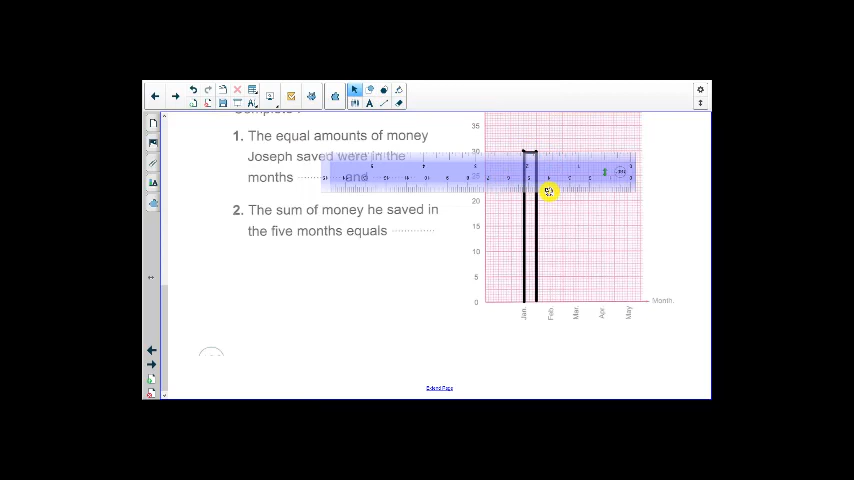 1. The equal amounts of money
Joseph saved were in the
months ........ and
2. The sum of money he saved in
the five months equals ............
35
30
25
20
15
10
5
0
Month.
Jan.
Feb.
Mar.
Apr.
May
Extend Page